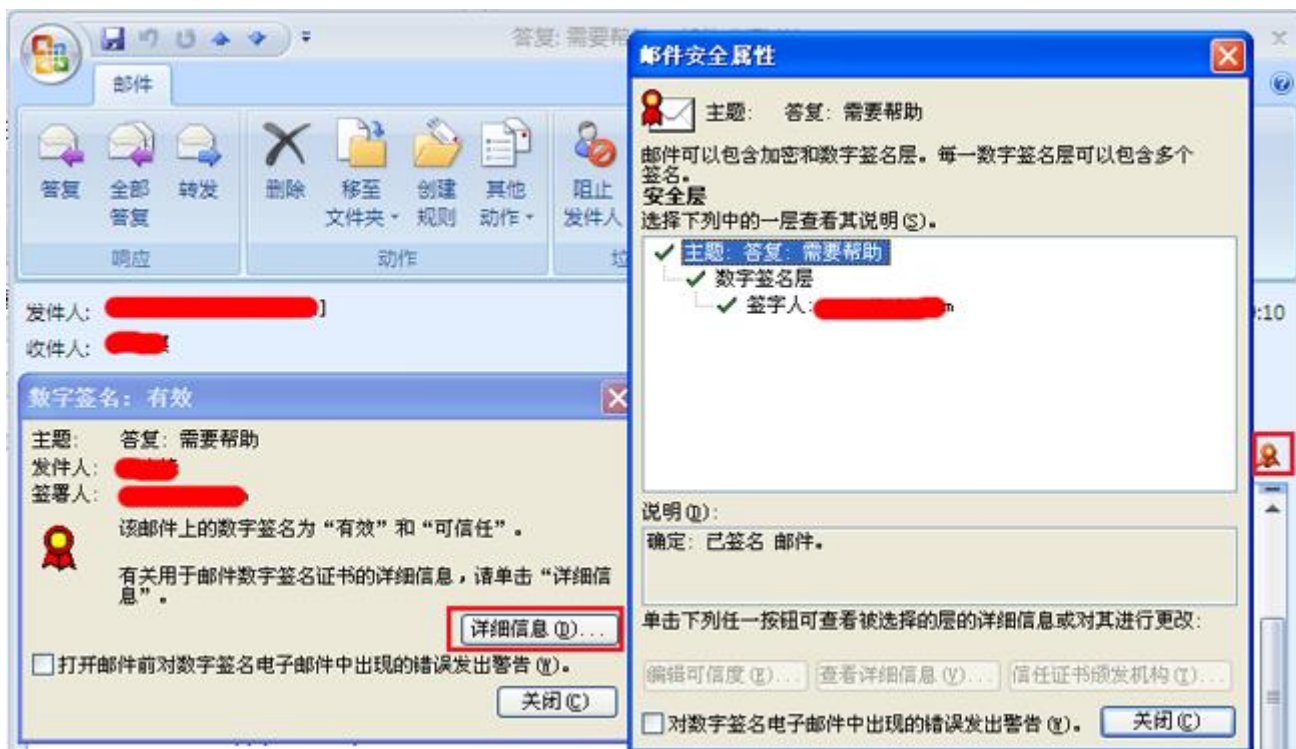 答复: 需要帮
邮件
答复
全部
答复
转发
删除
移至
文件夹
创建
规则
其他
动作
阻止
发件人
响应
动作
发件人:
]
收件人:
:10
数字签名: 有效
主题: 答复: 需要帮助
发件人:
签署人:
该邮件上的数字签名为“有效”和“可信任”。
有关用于邮件数字签名证书的详细信息，请单击“详细信
息”。
详细信息(D)...
打开邮件前对数字签名电子邮件中出现的错误发出警告(W)。
关闭(C)
邮件安全属性
主题: 答复: 需要帮助
邮件可以包含加密和数字签名层。每一数字签名层可以包含多个
签名。
安全层
选择下列中的一层查看其说明(S)。
主题: 答复: 需要帮助
数字签名层
签字人:
m
说明(D):
确定: 已签名 邮件。
单击下列任一按钮可查看被选择的层的详细信息或对其进行更改:
编辑可信度(E)...
查看详细信息(V)...
信任证书颁发机构(T)...
对数字签名电子邮件中出现的错误发出警告(W)。
关闭(C)